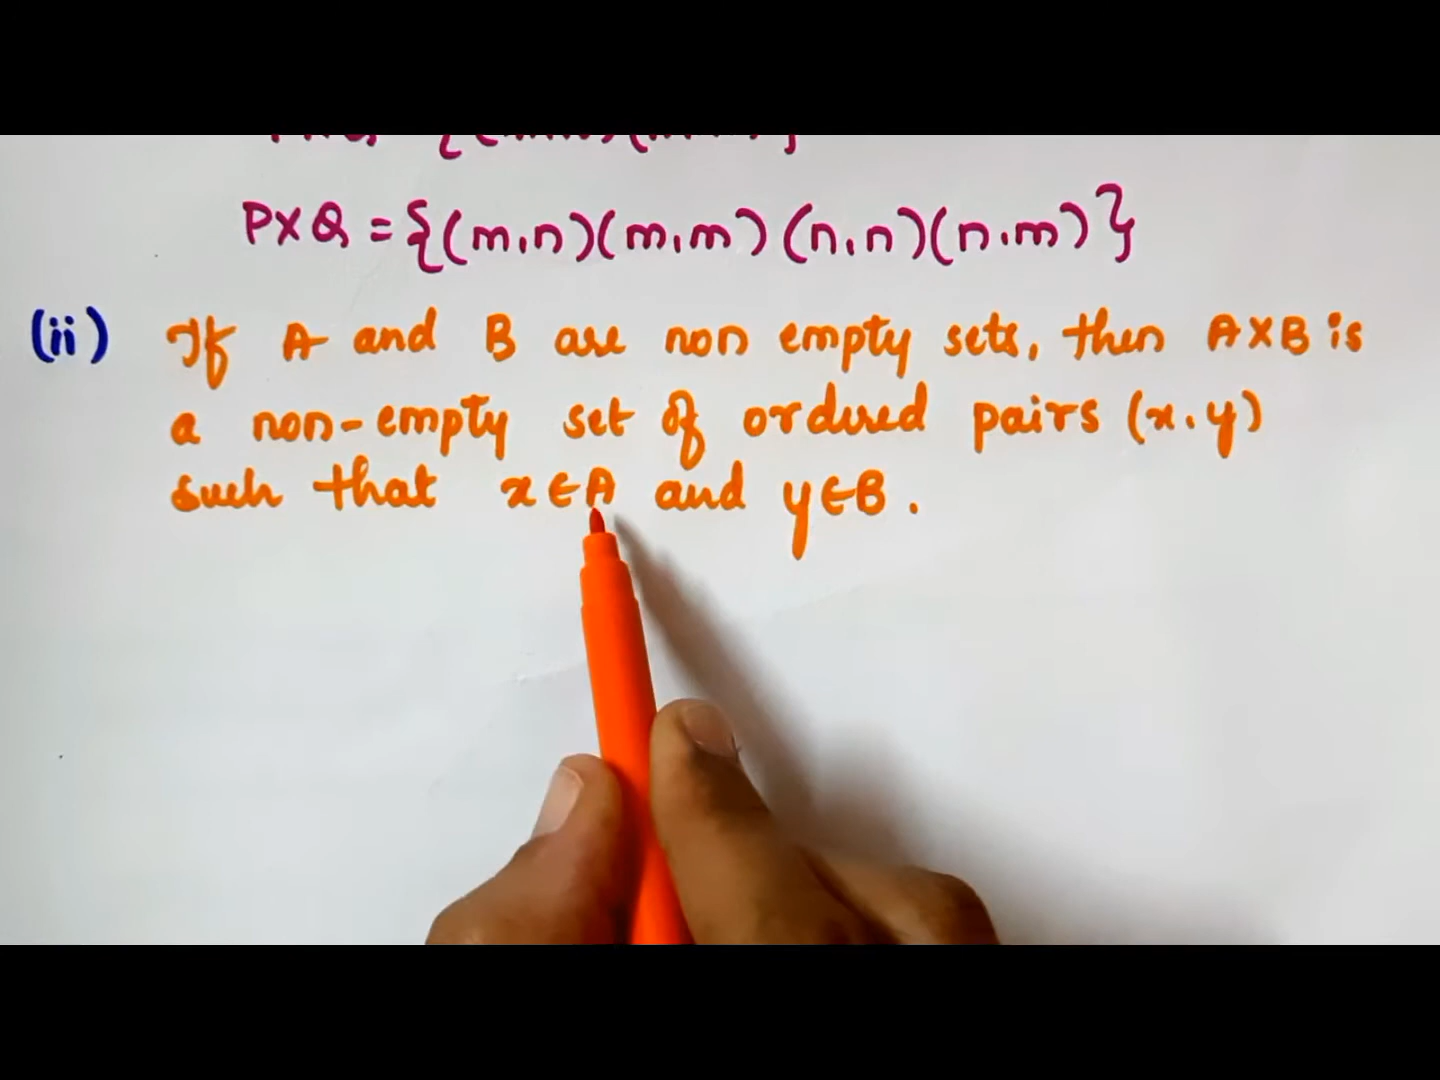 P×Q = {(m,n)(m,m)(n,n)(n,m)}
(ii) If A and B are non empty sets, then A×B is
a non-empty set of ordered pairs (x,y)
such that x∈A and y∈B.